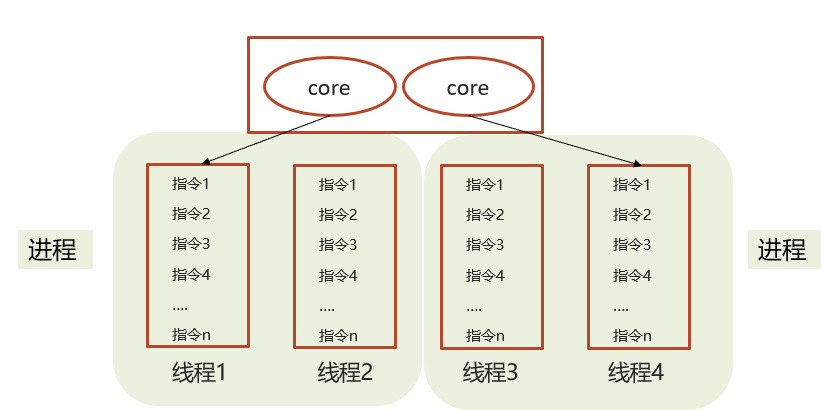 core
core
指令1
指令2
指令3
指令4
....
指令n
线程1
指令1
指令2
指令3
指令4
....
指令n
线程2
进程
指令1
指令2
指令3
指令4
....
指令n
线程3
指令1
指令2
指令3
指令4
....
指令n
线程4
进程